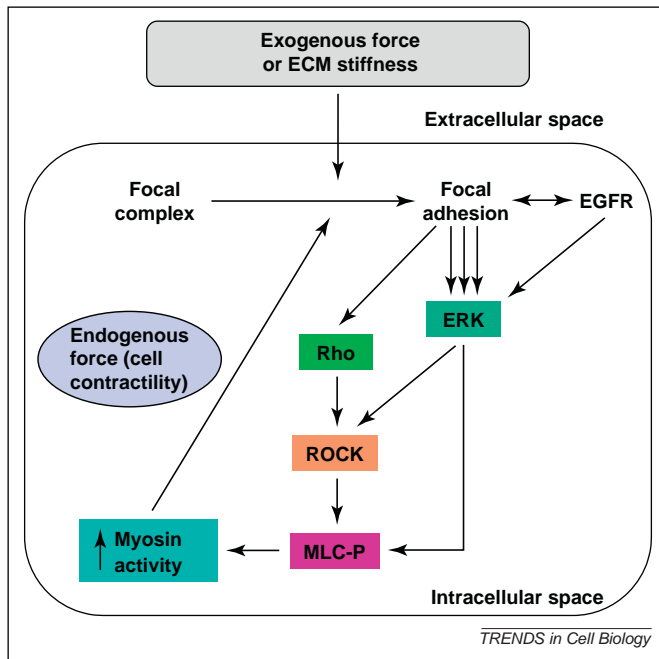 Exogenous force
or ECM stiffness
Extracellular space
Focal
complex
Focal
adhesion
EGFR
ERK
Endogenous
force (cell
contractility)
Rho
ROCK
Myosin
activity
MLC-P
Intracellular space
TRENDS in Cell Biology